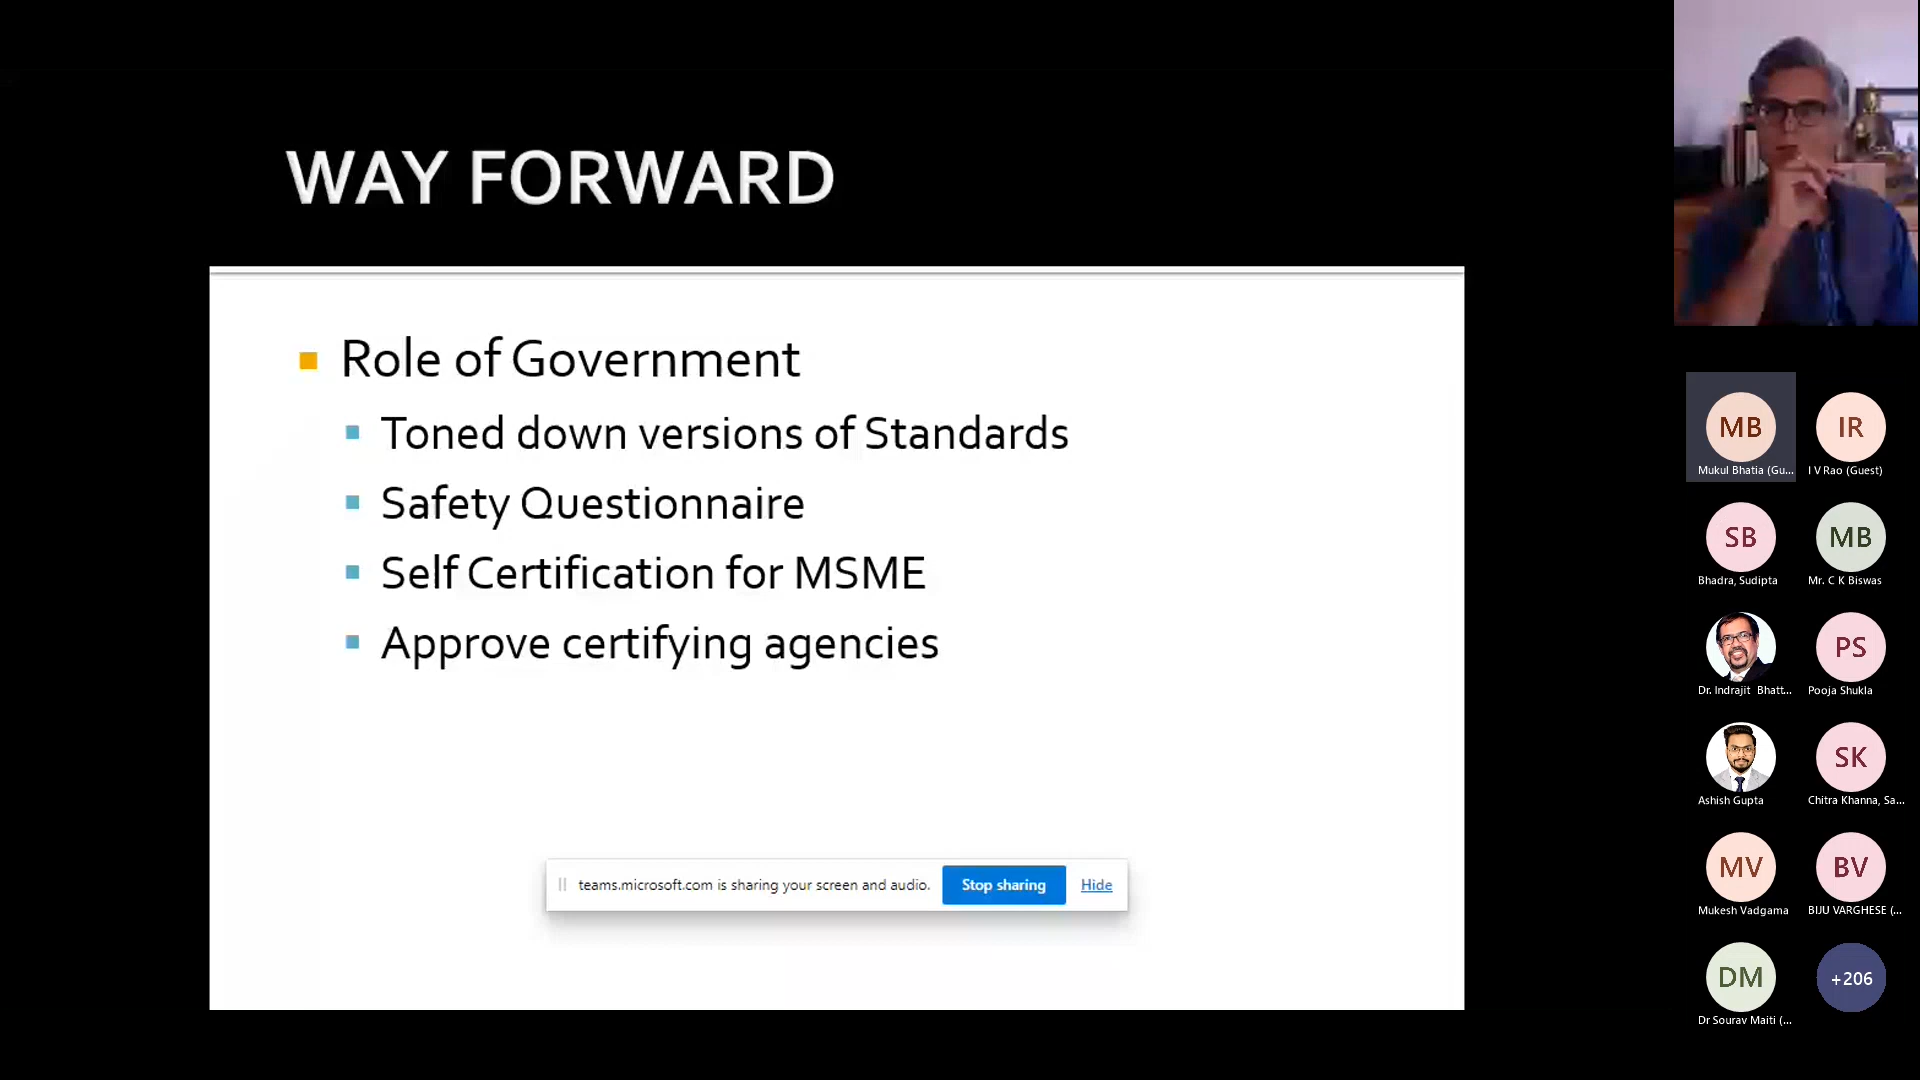 WAY FORWARD
Role of Government
Toned down versions of Standards
Safety Questionnaire
Self Certification for MSME
Approve certifying agencies
teams.microsoft.com is sharing your screen and audio. Stop sharing Hide
MB IR
Mukul Bhatia (Gu... I V Rao (Guest)
SB MB
Bhadra, Sudipta Mr. C K Biswas
PS
Dr. Indrajit Bhatt... Pooja Shukla
SK
Ashish Gupta Chitra Khanna, Sa...
MV BV
Mukesh Vadgama BIJU VARGHESE (...
DM +206
Dr Sourav Maiti (...